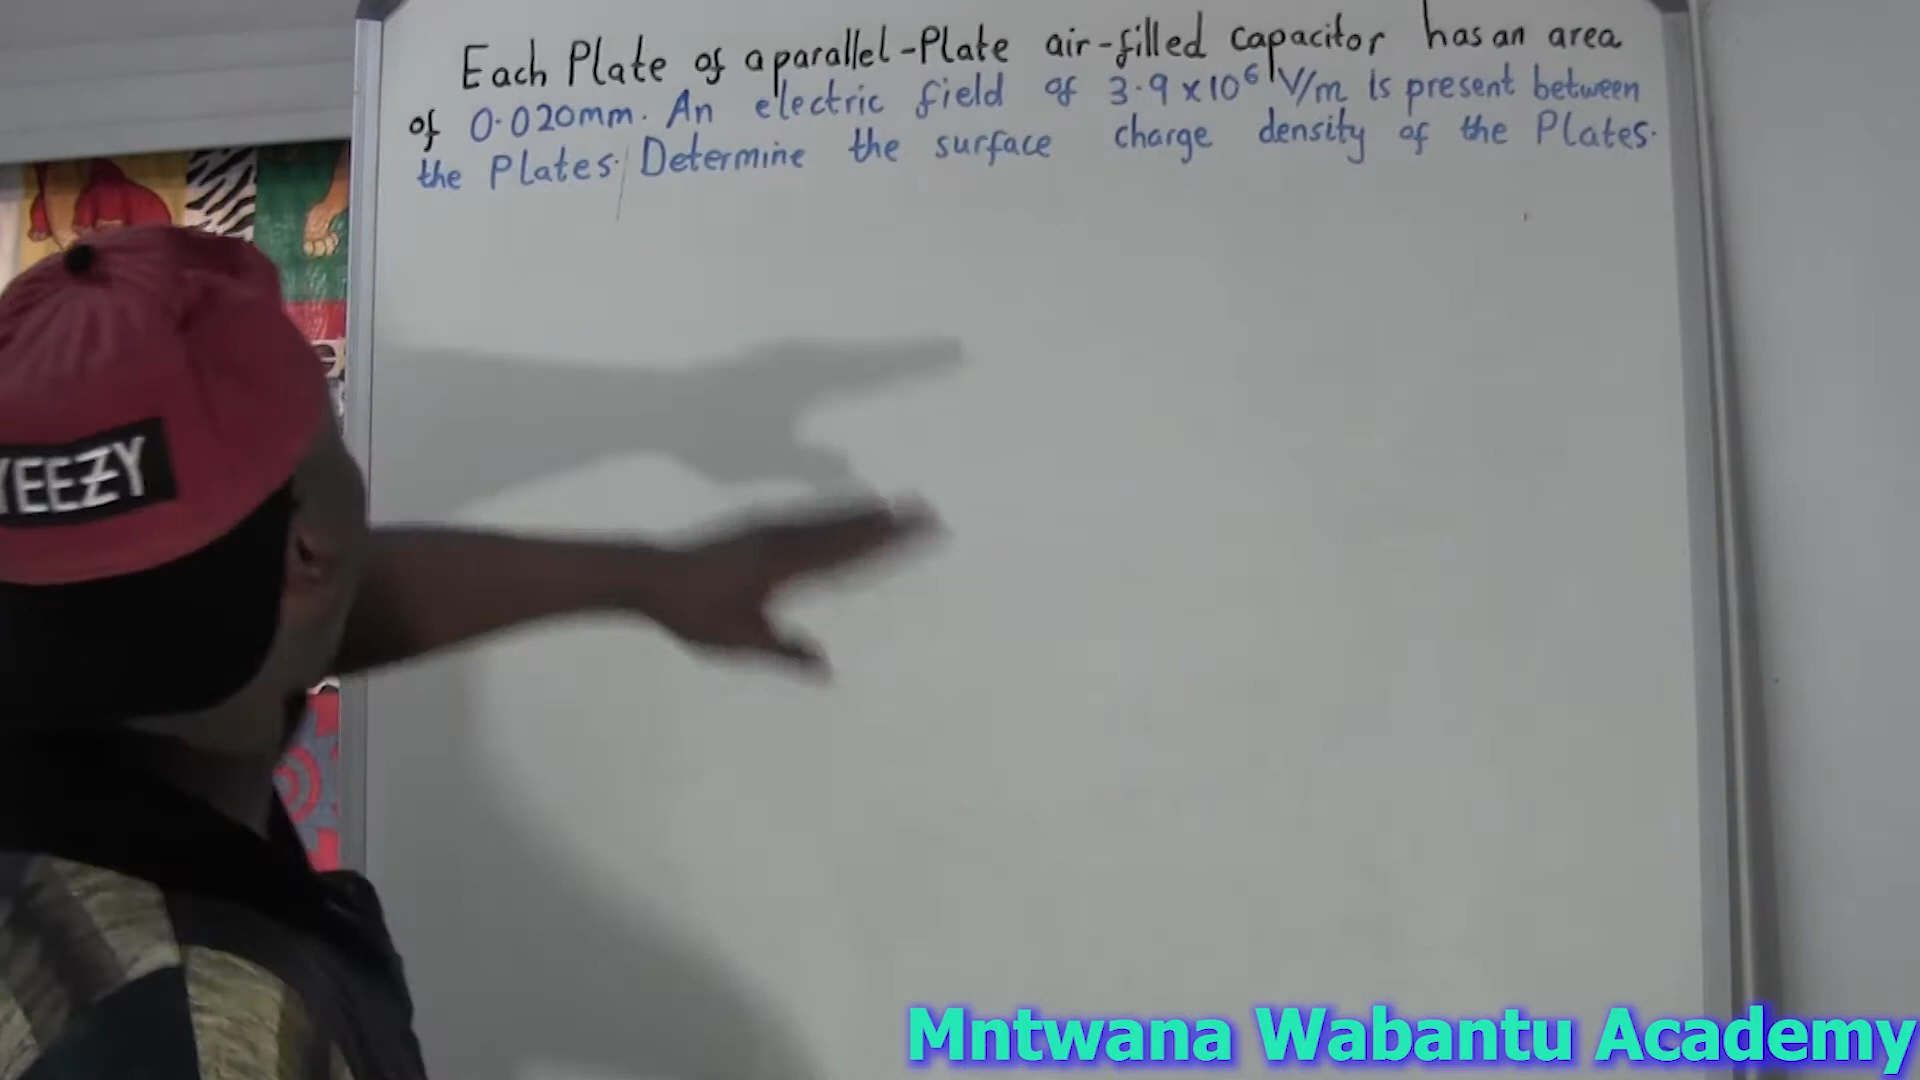 Each Plate of a parallel-Plate air-filled capacitor has an area
of 0.020mm. An electric field of 3.9 x 10⁶ V/m is present between
the Plates. Determine the surface charge density of the Plates.
YEEZY
Mntwana Wabantu Academy